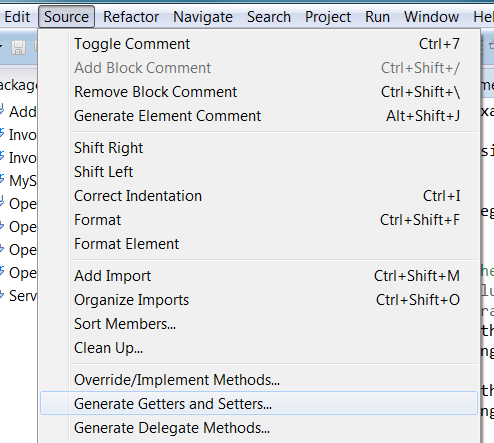 Edit Source Refactor Navigate Search Project Run Window
Toggle Comment Ctrl+7
Add Block Comment Ctrl+Shift+/
Remove Block Comment Ctrl+Shift+\
Generate Element Comment Alt+Shift+J
Shift Right
Shift Left
Correct Indentation Ctrl+I
Format Ctrl+Shift+F
Format Element
Add Import Ctrl+Shift+M
Organize Imports Ctrl+Shift+O
Sort Members...
Clean Up...
Override/Implement Methods...
Generate Getters and Setters...
Generate Delegate Methods...
Add
Invo
Invo
MyS
Ope
Ope
Ope
Ope
Serv